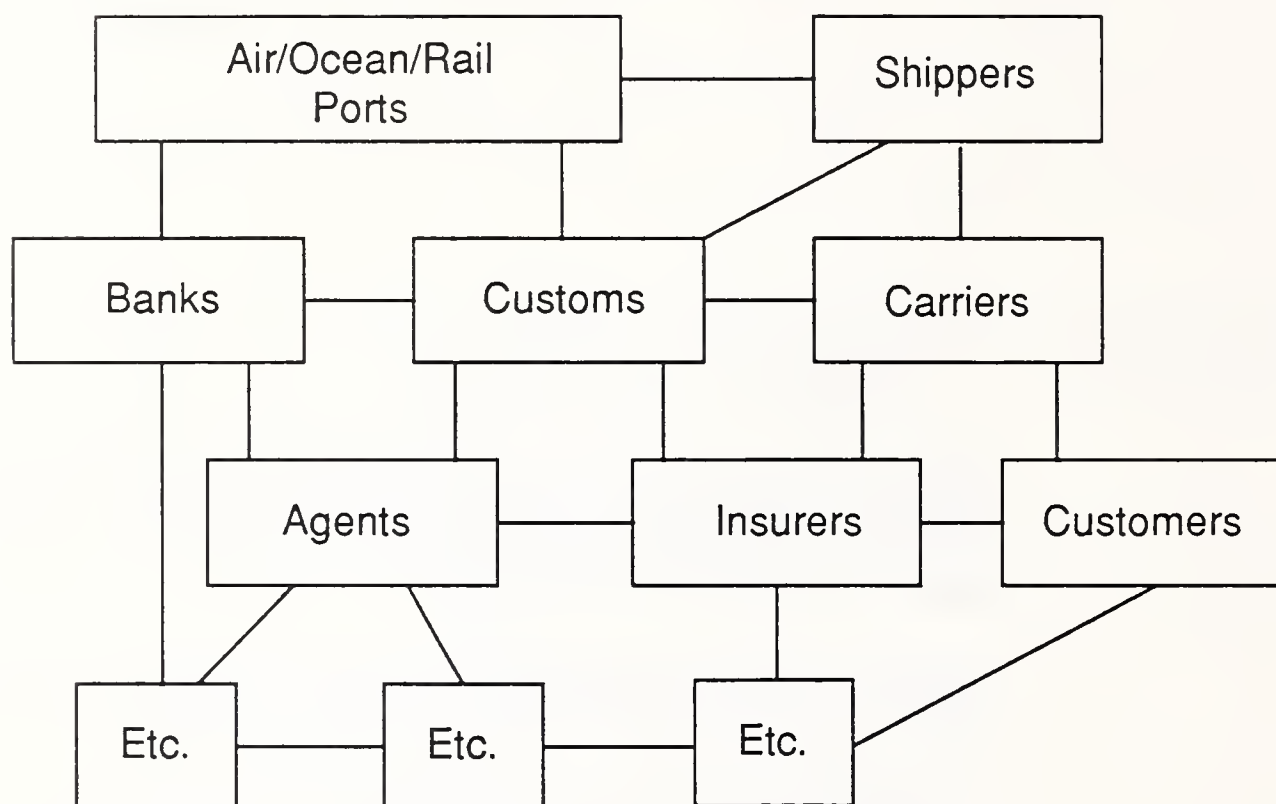 Air/Ocean/Rail
Ports
Shippers
Banks
Customs
Carriers
Agents
Insurers
Customers
Etc.
Etc.
Etc.